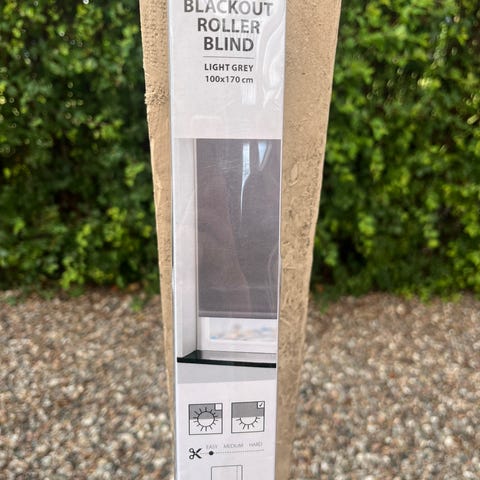 BLACKOUT
ROLLER
BLIND
LIGHT GREY
100x170 cm
EASY MEDIUM HARD